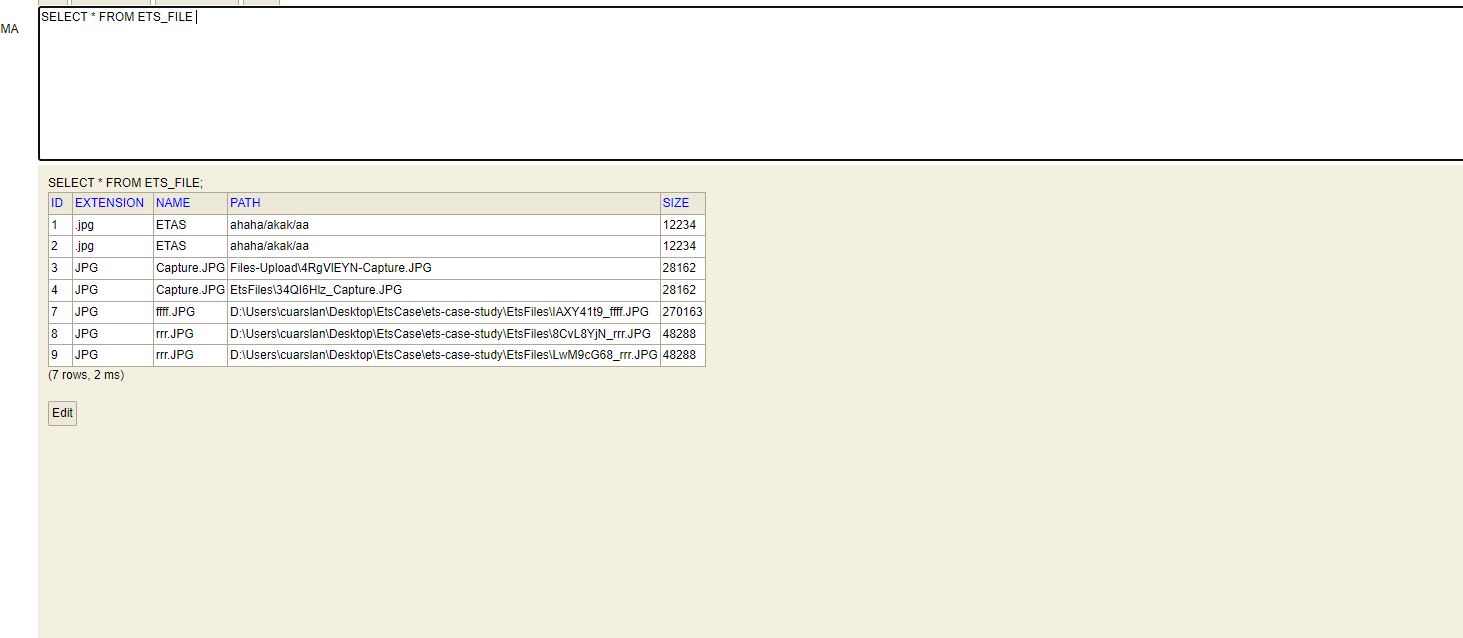 MA
SELECT * FROM ETS_FILE
SELECT * FROM ETS_FILE;
ID EXTENSION NAME PATH SIZE
1 .jpg ETAS ahaha/akak/aa 12234
2 .jpg ETAS ahaha/akak/aa 12234
3 JPG Capture.JPG Files-Upload\4RgVlEYN-Capture.JPG 28162
4 JPG Capture.JPG EtsFiles\34QI6Hlz_Capture.JPG 28162
7 JPG ffff.JPG D:\Users\cuarslan\Desktop\EtsCase\ets-case-study\EtsFiles\IAXY41t9_ffff.JPG 270163
8 JPG rrr.JPG D:\Users\cuarslan\Desktop\EtsCase\ets-case-study\EtsFiles\8CvL8YjN_rrr.JPG 48288
9 JPG rrr.JPG D:\Users\cuarslan\Desktop\EtsCase\ets-case-study\EtsFiles\LwM9cG68_rrr.JPG 48288
(7 rows, 2 ms)
Edit